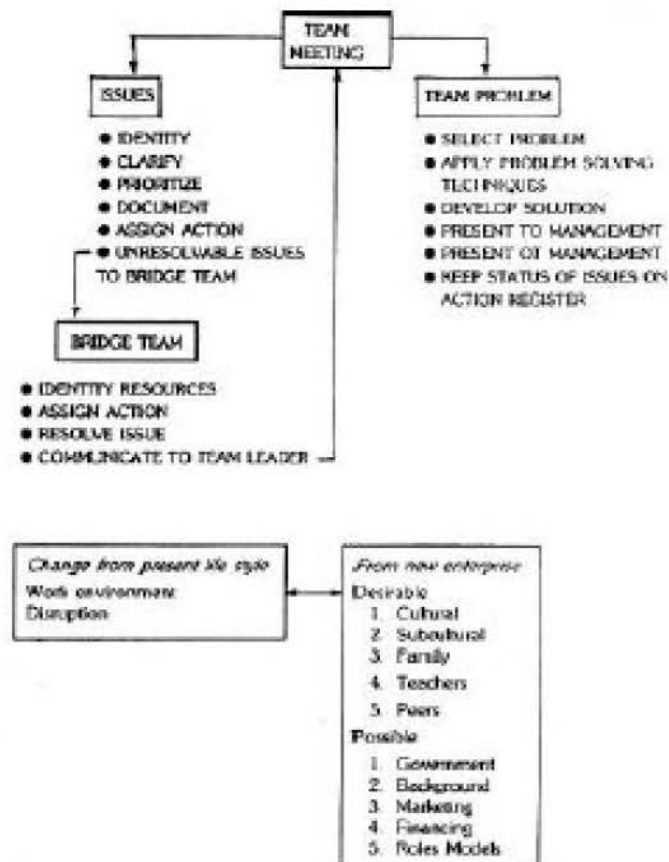 TEAM
MEETING
ISSUES
● IDENTITY
● CLARIFY
● PRIORITIZE
● DOCUMENT
● ASSIGN ACTION
● UNRESOLVABLE ISSUES
TO BRIDGE TEAM
TEAM PROBLEM
● SELECT PROBLEM
● APPLY PROBLEM SOLVING
TECHNIQUES
● DEVELOP SOLUTION
● PRESENT TO MANAGEMENT
● PRESENT OT MANAGEMENT
● KEEP STATUS OF ISSUES ON
ACTION REGISTER
BRIDGE TEAM
● IDENTITY RESOURCES
● ASSIGN ACTION
● RESOLVE ISSUE
● COMMUNICATE TO TEAM LEADER
Change from present life style
Work environment
Disruption
From new enterprise
Desirable
1. Cultural
2. Subcultural
3. Family
4. Teachers
5. Peers
Possible
1. Government
2. Background
3. Marketing
4. Financing
5. Roles Models